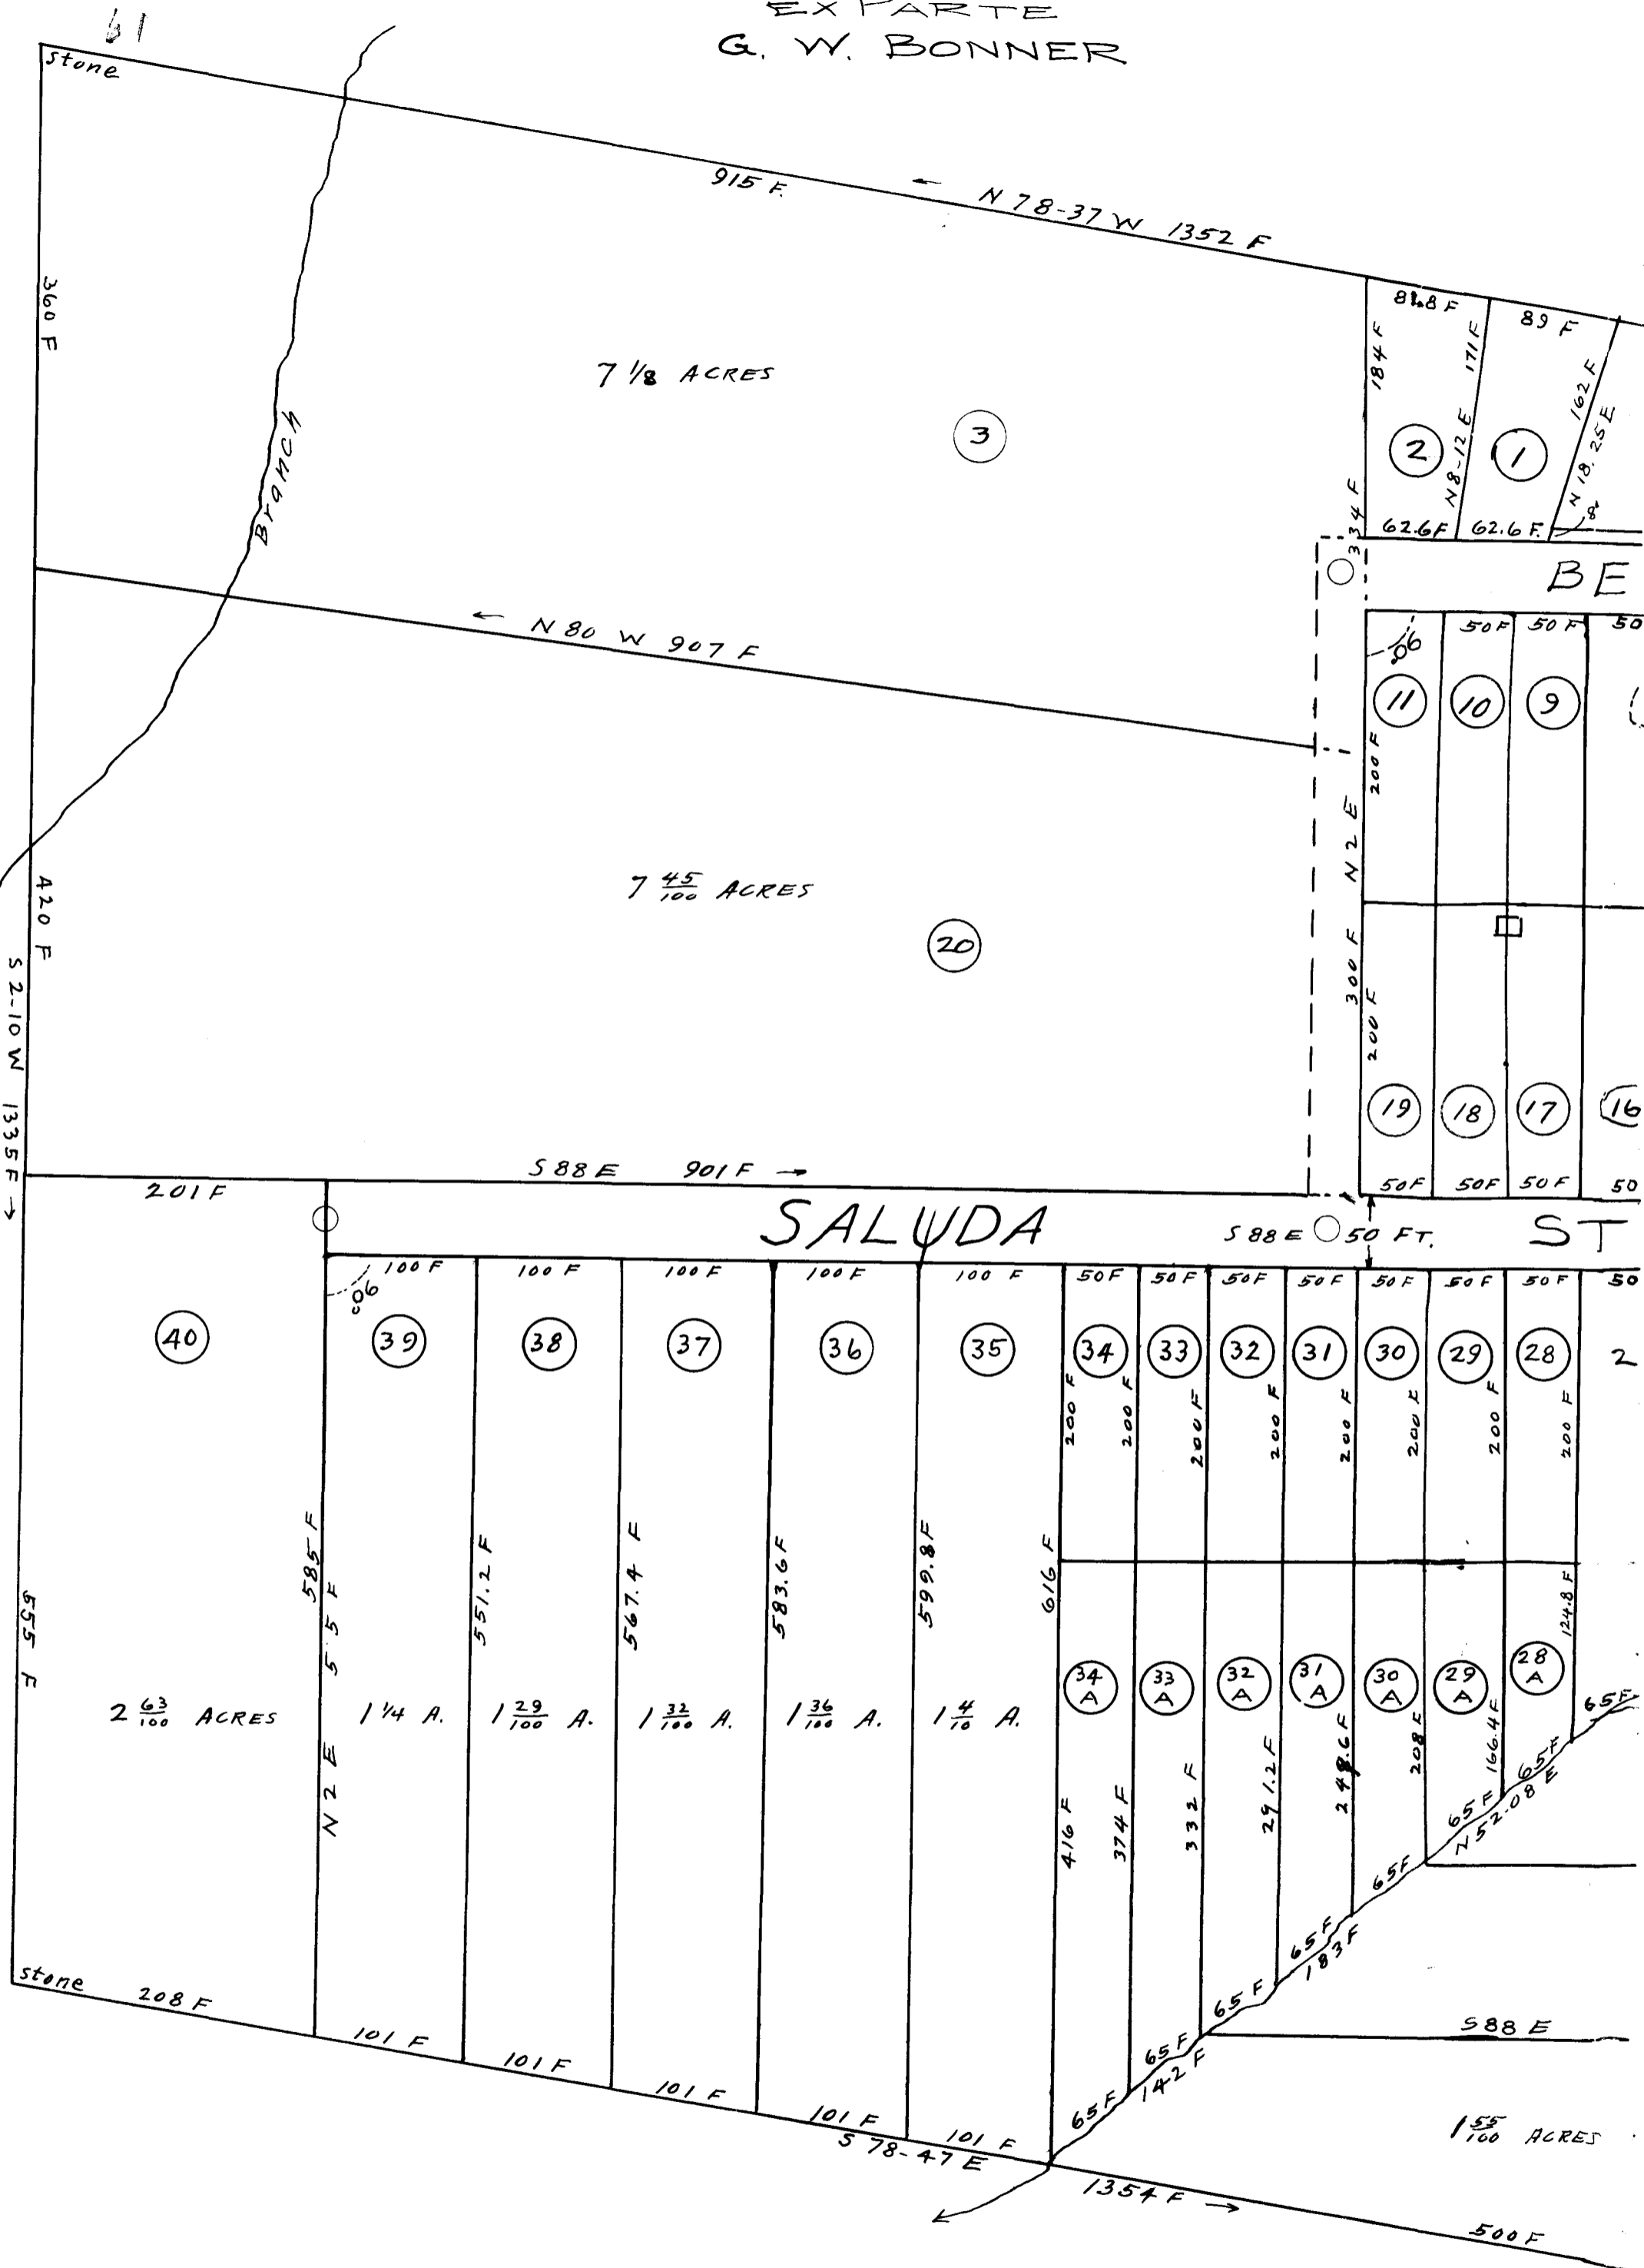 EX PARTE
G. W. BONNER
61
stone
915 F.
← N 78-37 W 1352 F
360 F
Branch
7 1/8 ACRES
3
184 F
334 F
89 F
2
N 8-12 E 171 F
1
N 18.25 E 162 F
62.6 F
62.6 F.
8
BE
← N 80 W 907 F
50 F
50 F
50
.06
11
10
9
200 F
300 F N 2 E
420 F
7 45/100 ACRES
20
200 F
S 2-10 W 1335 F →
19
18
17
16
50 F
50 F
50 F
50
S 88 E 901 F →
201 F
SALUDA
S 88 E 50 FT.
ST
100 F
100 F
100 F
100 F
100 F
50 F
50 F
50 F
50 F
50 F
50 F
50 F
50
.06
40
39
38
37
36
35
34
33
32
31
30
29
28
2
200 F
200 F
200 F
200 F
200 F
200 F
200 F
200 F
585 F
N 2 E 555 F
551.2 F
567.4 F
583.6 F
599.8 F
616 F
124.8 F
555 F
34 A
33 A
32 A
31 A
30 A
29 A
28 A
2 63/100 ACRES
1 1/4 A.
1 29/100 A.
1 32/100 A.
1 36/100 A.
1 4/10 A.
416 F
374 F
332 F
291.2 F
208 F
166.4 F
65 F
65 F
65 F
N 52.08 E
65 F
65 F
183 F
65 F
65 F
142 F
65 F
S 88 E
stone
208 F
101 F
101 F
101 F
101 F
101 F
S 78-47 E
1354 F →
1 55/100 ACRES
500 F